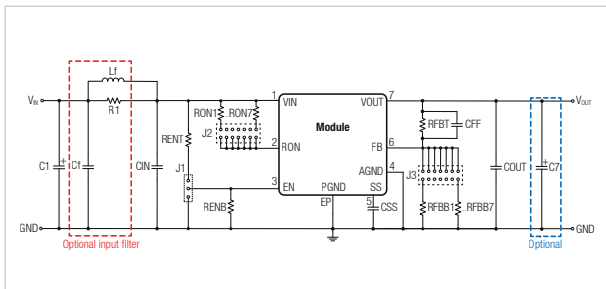 Lf
VIN
R1
C1
+
Cf
CIN
GND
Optional input filter
RENT
J1
RENB
RON1
RON7
J2
1
VIN
2
RON
3
EN
Module
VOUT
7
FB
6
AGND
4
PGND
SS
EP
5
CSS
RFBT
CFF
J3
RFBB1
RFBB7
COUT
+
C7
VOUT
GND
Optional